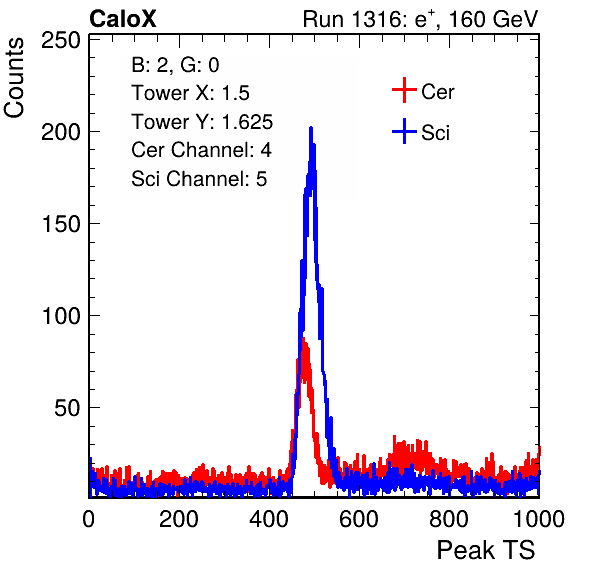 CaloX Run 1316: e⁺, 160 GeV
Counts
B: 2, G: 0
Tower X: 1.5
Tower Y: 1.625
Cer Channel: 4
Sci Channel: 5
Cer
Sci
250
200
150
100
50
0 200 400 600 800 1000
Peak TS